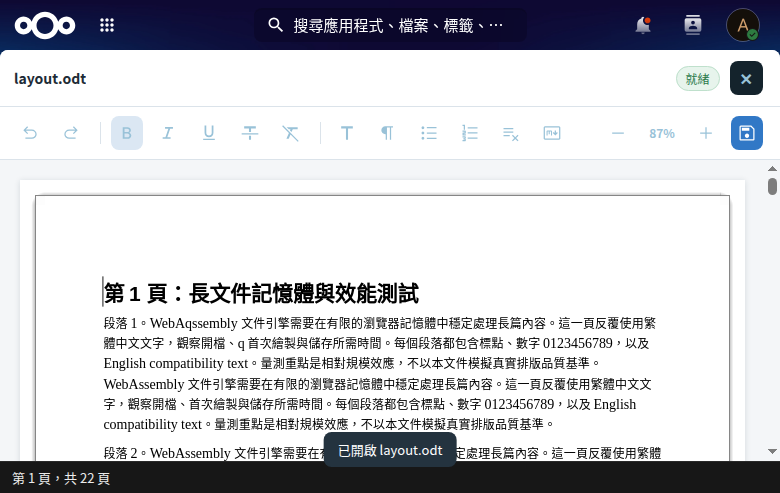 搜尋應用程式、檔案、標籤、…
A
layout.odt
就緒
87%
第 1 頁：長文件記憶體與效能測試
段落 1。WebAqssembly 文件引擎需要在有限的瀏覽器記憶體中穩定處理長篇內容。這一頁反覆使用繁
體中文文字，觀察開檔、q 首次繪製與儲存所需時間。每個段落都包含標點、數字 0123456789，以及
English compatibility text。量測重點是相對規模效應，不以本文件模擬真實排版品質基準。
WebAssembly 文件引擎需要在有限的瀏覽器記憶體中穩定處理長篇內容。這一頁反覆使用繁體中文文
字，觀察開檔、首次繪製與儲存所需時間。每個段落都包含標點、數字 0123456789，以及 English
compatibility text。量測重點是相對規模效應，不以本文件模擬真實排版品質基準。
段落 2。WebAssembly 文件引擎需要在有 定處理長篇內容。這一頁反覆使用繁體
已開啟 layout.odt
第 1 頁，共 22 頁